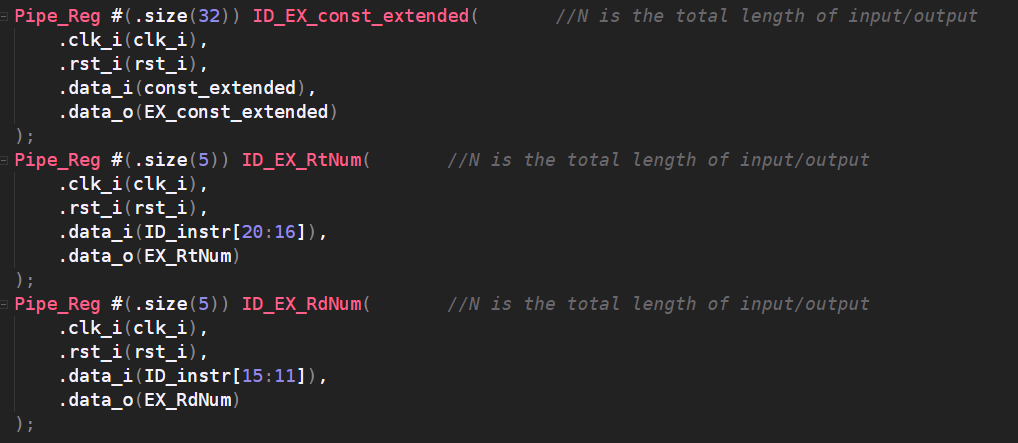 Pipe_Reg #(.size(32)) ID_EX_const_extended(       //N is the total length of input/output
    .clk_i(clk_i),
    .rst_i(rst_i),
    .data_i(const_extended),
    .data_o(EX_const_extended)
);
Pipe_Reg #(.size(5)) ID_EX_RtNum(       //N is the total length of input/output
    .clk_i(clk_i),
    .rst_i(rst_i),
    .data_i(ID_instr[20:16]),
    .data_o(EX_RtNum)
);
Pipe_Reg #(.size(5)) ID_EX_RdNum(       //N is the total length of input/output
    .clk_i(clk_i),
    .rst_i(rst_i),
    .data_i(ID_instr[15:11]),
    .data_o(EX_RdNum)
);